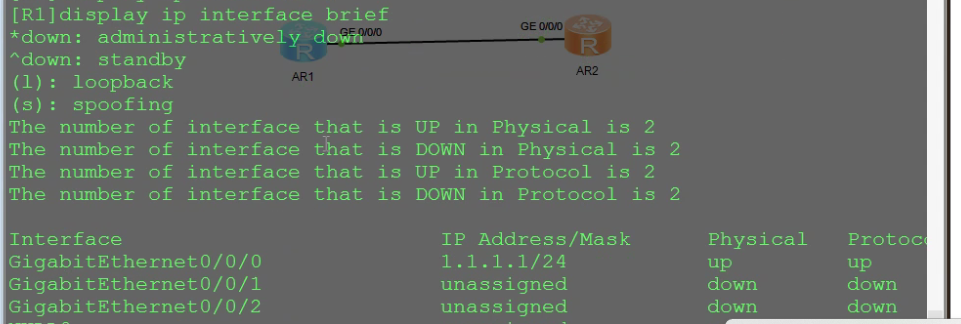 [R1]display ip interface brief
*down: administratively down
GE 0/0/0
GE 0/0/0
^down: standby
AR1
AR2
(l): loopback
(s): spoofing
The number of interface that is UP in Physical is 2
The number of interface that is DOWN in Physical is 2
The number of interface that is UP in Protocol is 2
The number of interface that is DOWN in Protocol is 2
Interface IP Address/Mask Physical Protoc
GigabitEthernet0/0/0 1.1.1.1/24 up up
GigabitEthernet0/0/1 unassigned down down
GigabitEthernet0/0/2 unassigned down down